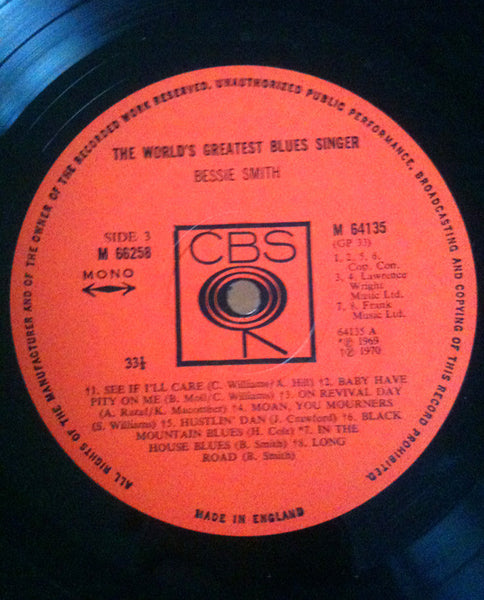 ALL RIGHTS OF THE MANUFACTURER AND OF THE OWNER OF THE RECORDED WORK RESERVED. UNAUTHORIZED PUBLIC PERFORMANCE, BROADCASTING AND COPYING OF THIS RECORD PROHIBITED.
THE WORLD'S GREATEST BLUES SINGER
BESSIE SMITH
SIDE 3
M 66258
MONO
33⅓
CBS
M 64135
(GP 33)
1, 2, 5, 6,
Cop. Con.
3, 4, Lawrence
Wright
Music Ltd.
7, 8, Frank
Music Ltd.
64135 A
*℗ 1969
†℗ 1970
†1. SEE IF I'LL CARE (C. Williams/A. Hill) †2. BABY HAVE
PITY ON ME (B. Moll/C. Williams) †3. ON REVIVAL DAY
(A. Razaf/K. Macomber) †4. MOAN, YOU MOURNERS
(S. Williams) †5. HUSTLIN' DAN (J. Crawford) †6. BLACK
MOUNTAIN BLUES (H. Cole) *7. IN THE
HOUSE BLUES (B. Smith) *8. LONG
ROAD (B. Smith)
MADE IN ENGLAND